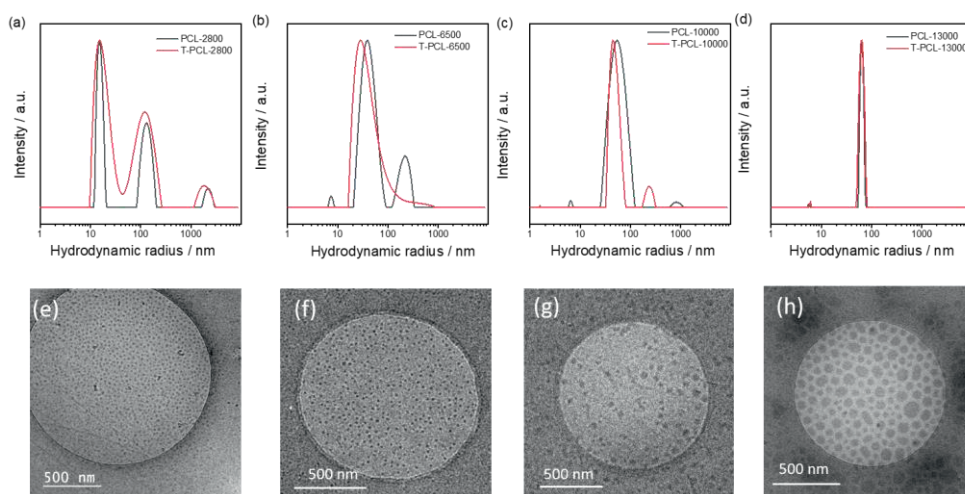 (a)
PCL-2800
T-PCL-2800
Intensity / a.u.
1 10 100 1000
Hydrodynamic radius / nm
(b)
PCL-6500
T-PCL-6500
Intensity / a.u.
1 10 100 1000
Hydrodynamic radius / nm
(c)
PCL-10000
T-PCL-10000
Intensity / a.u.
1 10 100 1000
Hydrodynamic radius / nm
(d)
PCL-13000
T-PCL-13000
Intensity / a.u.
1 10 100 1000
Hydrodynamic radius / nm
(e)
500 nm
(f)
500 nm
(g)
500 nm
(h)
500 nm